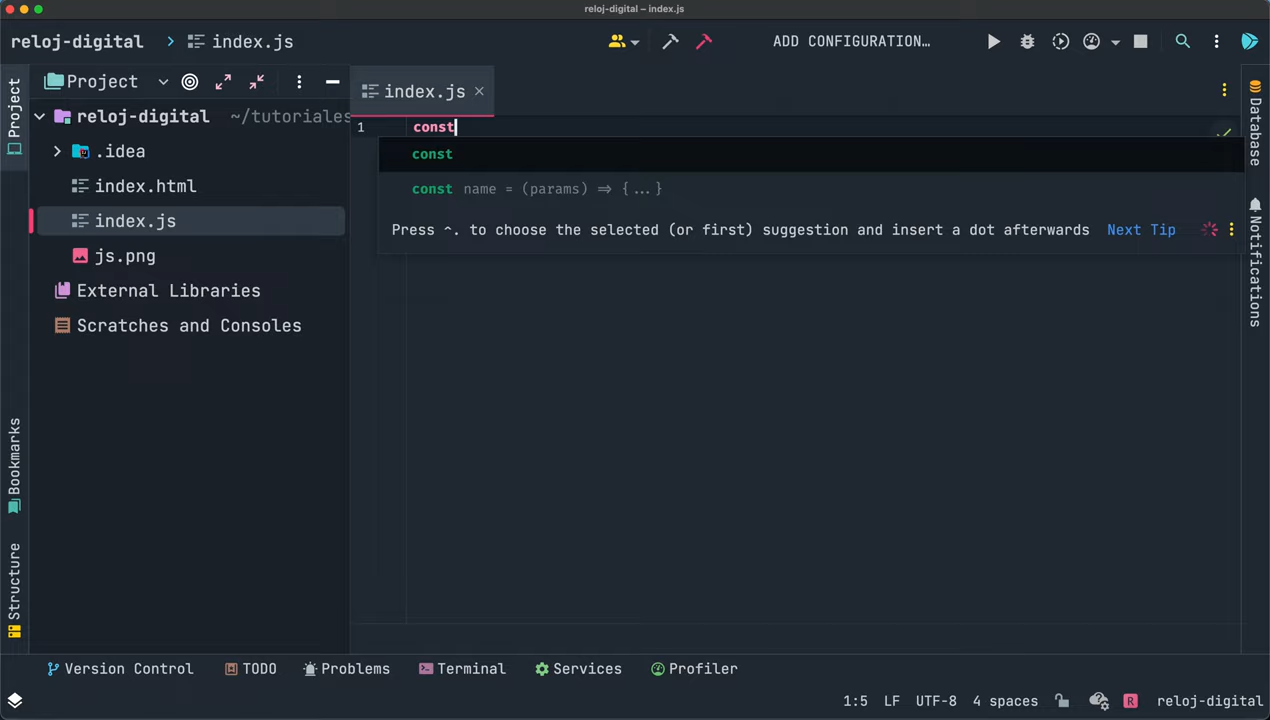 reloj-digital – index.js
reloj-digital > index.js
ADD CONFIGURATION…
Project
index.js
reloj-digital ~/tutoriales
.idea
index.html
index.js
js.png
External Libraries
Scratches and Consoles
1 const
const
const name = (params) ⇒ {...}
Press ^. to choose the selected (or first) suggestion and insert a dot afterwards Next Tip
Project
Bookmarks
Structure
Database
Notifications
Version Control
TODO
Problems
Terminal
Services
Profiler
1:5 LF UTF-8 4 spaces R reloj-digital